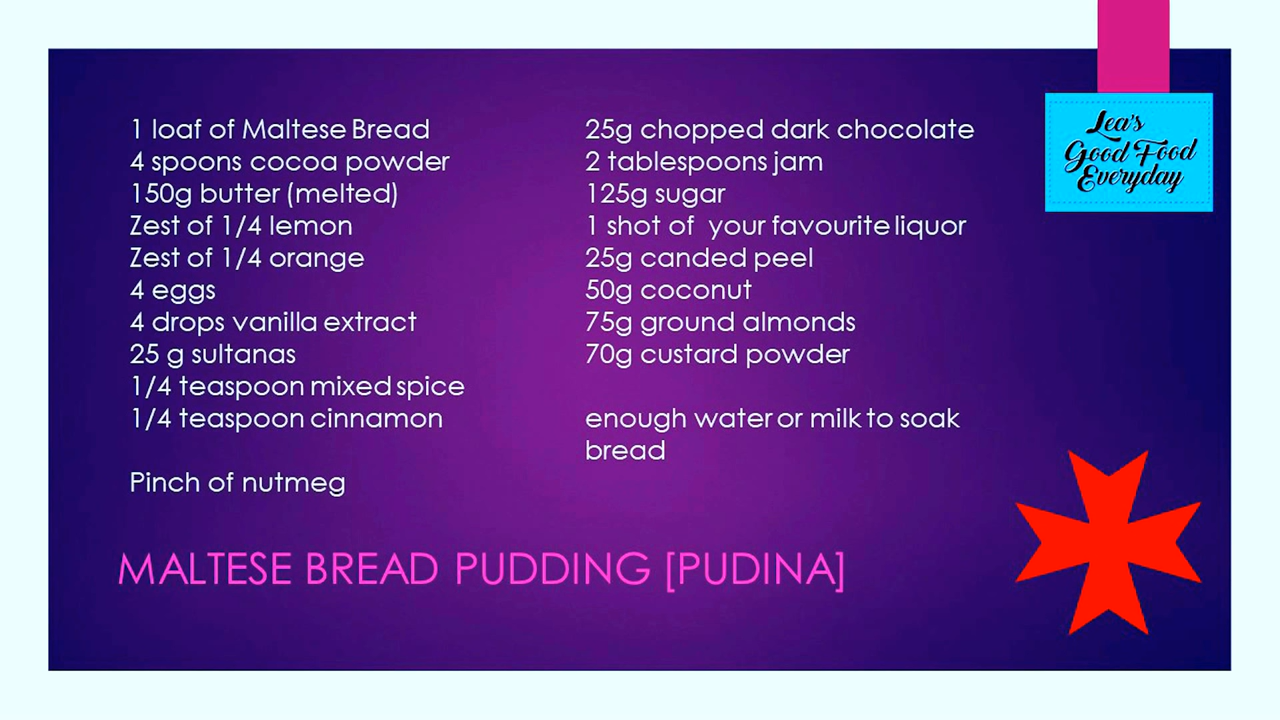 1 loaf of Maltese Bread
4 spoons cocoa powder
150g butter (melted)
Zest of 1/4 lemon
Zest of 1/4 orange
4 eggs
4 drops vanilla extract
25 g sultanas
1/4 teaspoon mixed spice
1/4 teaspoon cinnamon
Pinch of nutmeg
25g chopped dark chocolate
2 tablespoons jam
125g sugar
1 shot of your favourite liquor
25g canded peel
50g coconut
75g ground almonds
70g custard powder
enough water or milk to soak
bread
Lea's
Good Food
Everyday
MALTESE BREAD PUDDING [PUDINA]